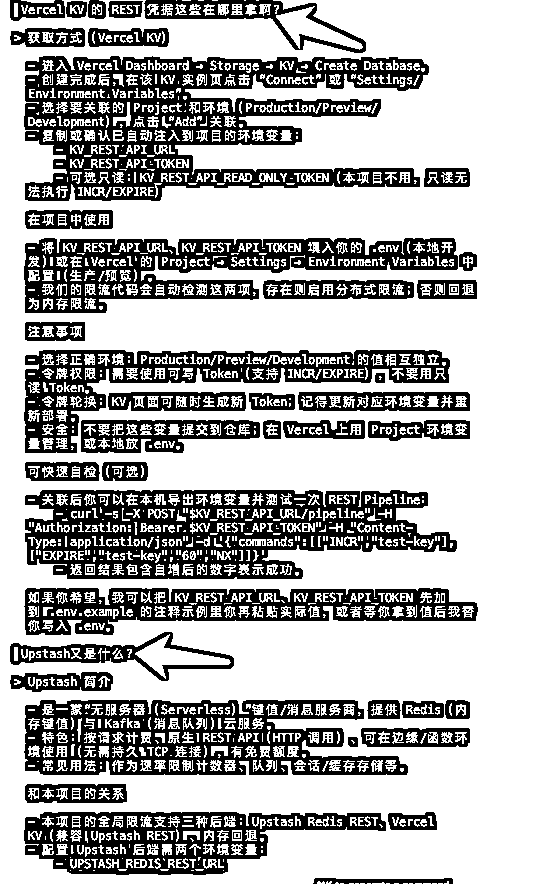 Vercel KV 的 REST 凭据这些在哪里拿啊?
> 获取方式 (Vercel KV)
- 进入 Vercel Dashboard → Storage → KV → Create Database。
- 创建完成后, 在该 KV 实例页点击 "Connect" 或 "Settings/
Environment Variables"。
- 选择要关联的 Project 和环境 (Production/Preview/
Development), 点击 "Add" 关联。
- 复制或确认已自动注入到项目的环境变量:
- KV_REST_API_URL
- KV_REST_API_TOKEN
- 可选只读: KV_REST_API_READ_ONLY_TOKEN (本项目不用, 只读无
法执行 INCR/EXPIRE)
在项目中使用
- 将 KV_REST_API_URL、KV_REST_API_TOKEN 填入你的 .env (本地开
发) 或在 Vercel 的 Project → Settings → Environment Variables 中
配置 (生产/预览)。
- 我们的限流代码会自动检测这两项, 存在则启用分布式限流; 否则回退
为内存限流。
注意事项
- 选择正确环境: Production/Preview/Development 的值相互独立。
- 令牌权限: 需要使用可写 Token (支持 INCR/EXPIRE), 不要用只
读 Token。
- 令牌轮换: KV 页面可随时生成新 Token; 记得更新对应环境变量并重
新部署。
- 安全: 不要把这些变量提交到仓库; 在 Vercel 上用 Project 环境变
量管理, 或本地放 .env。
可快速自检 (可选)
- 关联后你可以在本机导出环境变量并测试一次 REST Pipeline:
- curl -s -X POST "$KV_REST_API_URL/pipeline" -H
"Authorization: Bearer $KV_REST_API_TOKEN" -H "Content-
Type: application/json" -d '{"commands":[["INCR","test-key"],
["EXPIRE","test-key","60","NX"]]}'
- 返回结果包含自增后的数字表示成功。
如果你希望, 我可以把 KV_REST_API_URL、KV_REST_API_TOKEN 先加
到 .env.example 的注释示例里你再粘贴实际值, 或者等你拿到值后我替
你写入 .env。
Upstash又是什么?
> Upstash 简介
- 是一家"无服务器 (Serverless)"键值/消息服务商, 提供 Redis (内
存键值) 与 Kafka (消息队列) 云服务。
- 特色: 按请求计费、原生 REST API (HTTP 调用)、可在边缘/函数环
境使用 (无需持久 TCP 连接)、有免费额度。
- 常见用法: 作为速率限制计数器、队列、会话/缓存存储等。
和本项目的关系
- 本项目的全局限流支持三种后端: Upstash Redis REST、Vercel
KV (兼容 Upstash REST)、内存回退。
- 配置 Upstash 后端需两个环境变量:
- UPSTASH_REDIS_REST_URL